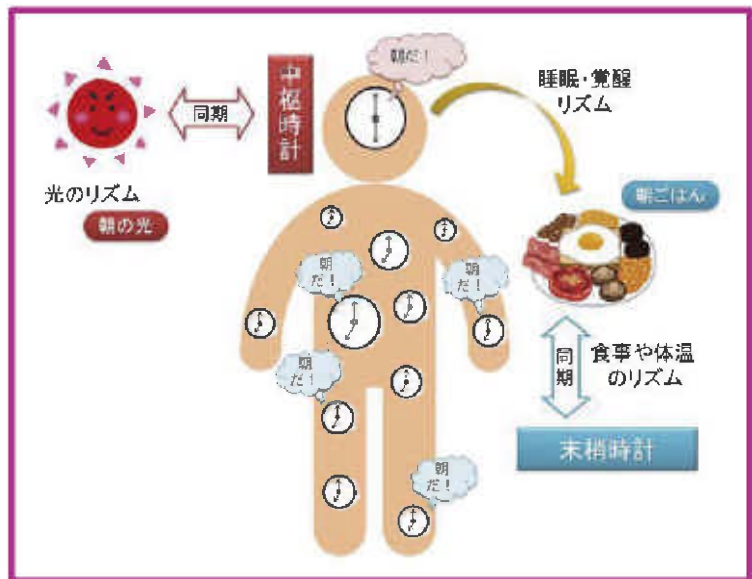 朝だ！
中枢時計
同期
睡眠・覚醒
リズム
光のリズム
朝の光
朝ごはん
朝
だ！
朝
だ！
朝
だ！
朝
だ！
同期
食事や体温
のリズム
末梢時計